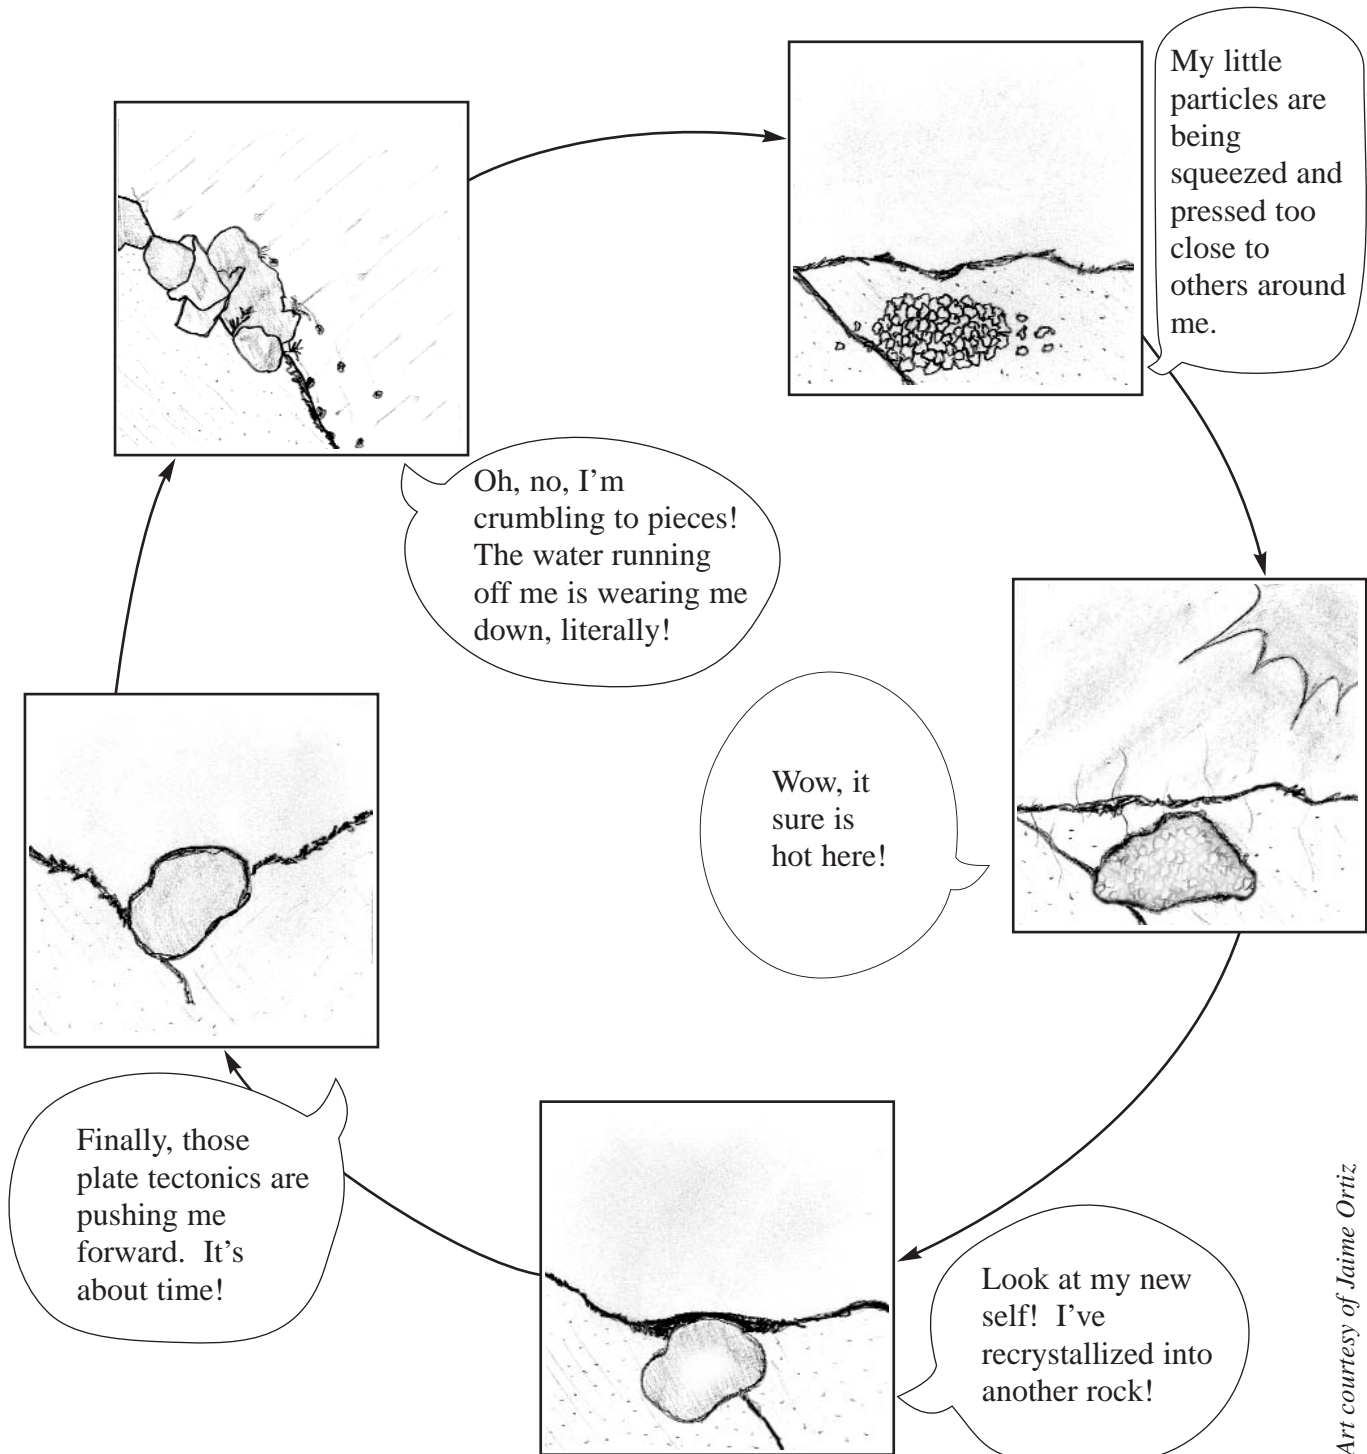 My little
particles are
being
squeezed and
pressed too
close to
others around
me.
Oh, no, I’m
crumbling to pieces!
The water running
off me is wearing me
down, literally!
Wow, it
sure is
hot here!
Finally, those
plate tectonics are
pushing me
forward.  It’s
about time!
Look at my new
self!  I’ve
recrystallized into
another rock!
Art courtesy of Jaime Ortiz